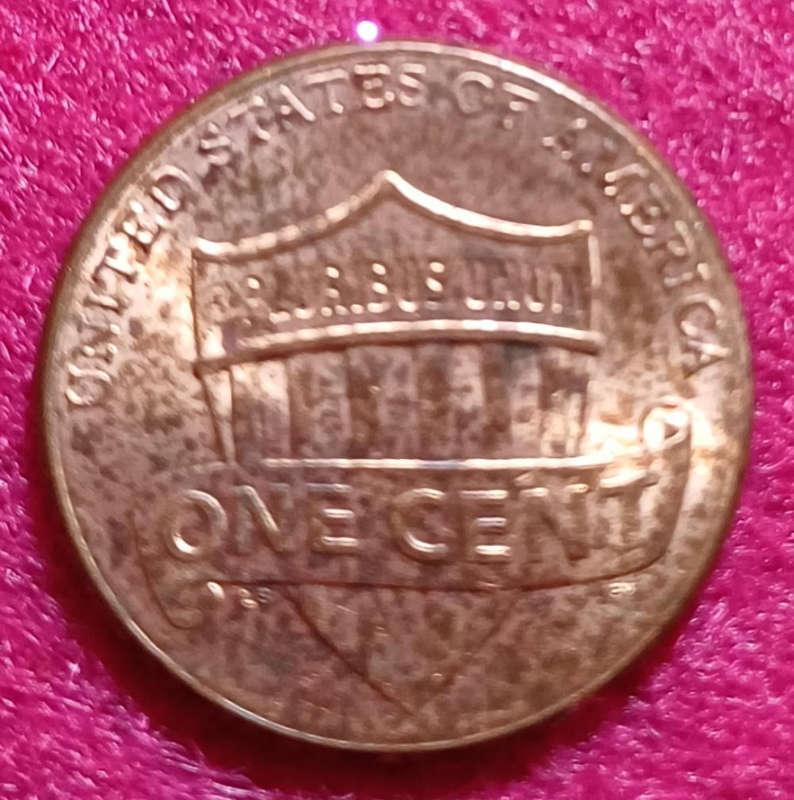 UNITED STATES OF AMERICA
E PLURIBUS UNUM
ONE CENT